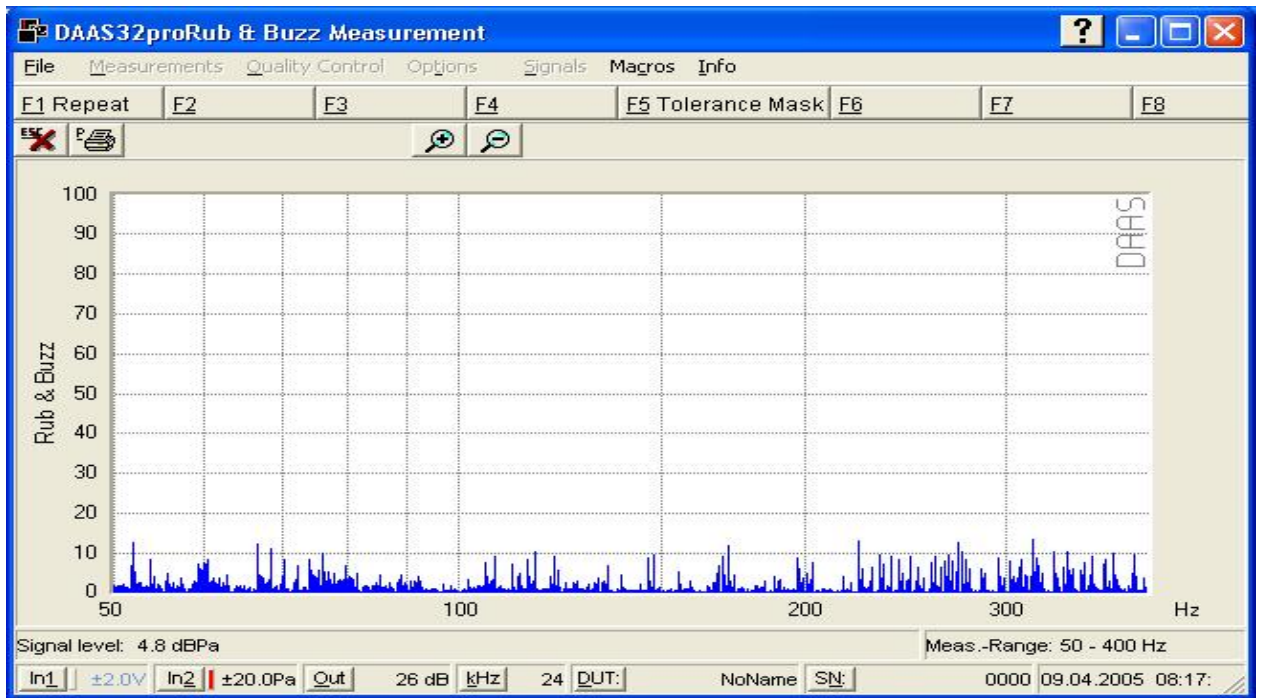 DAAS32proRub & Buzz Measurement ?
File Measurements Quality Control Options Signals Macros Info
F1 Repeat F2 F3 F4 F5 Tolerance Mask F6 F7 F8
ESC P
100
90
80
70
60
50
40
30
20
10
0
Rub & Buzz
DAAS
50 100 200 300 Hz
Signal level: 4.8 dBPa Meas.-Range: 50 - 400 Hz
In1 ±2.0V In2 ±20.0Pa Out 26 dB kHz 24 DUT: NoName SN: 0000 09.04.2005 08:17: